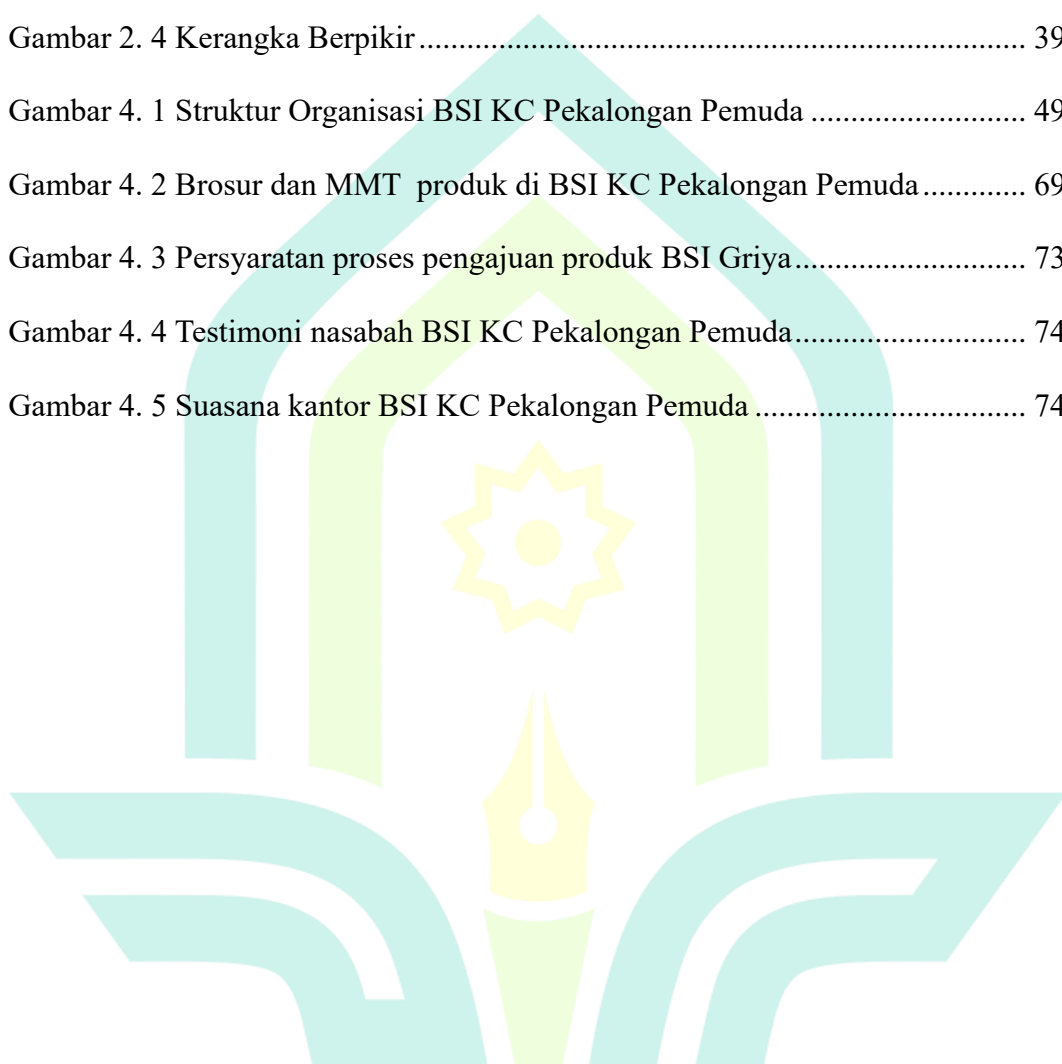 Gambar 2. 4 Kerangka Berpikir........................................................................... 39
Gambar 4. 1 Struktur Organisasi BSI KC Pekalongan Pemuda .......................... 49
Gambar 4. 2 Brosur dan MMT  produk di BSI KC Pekalongan Pemuda............. 69
Gambar 4. 3 Persyaratan proses pengajuan produk BSI Griya............................ 73
Gambar 4. 4 Testimoni nasabah BSI KC Pekalongan Pemuda............................ 74
Gambar 4. 5 Suasana kantor BSI KC Pekalongan Pemuda ................................. 74